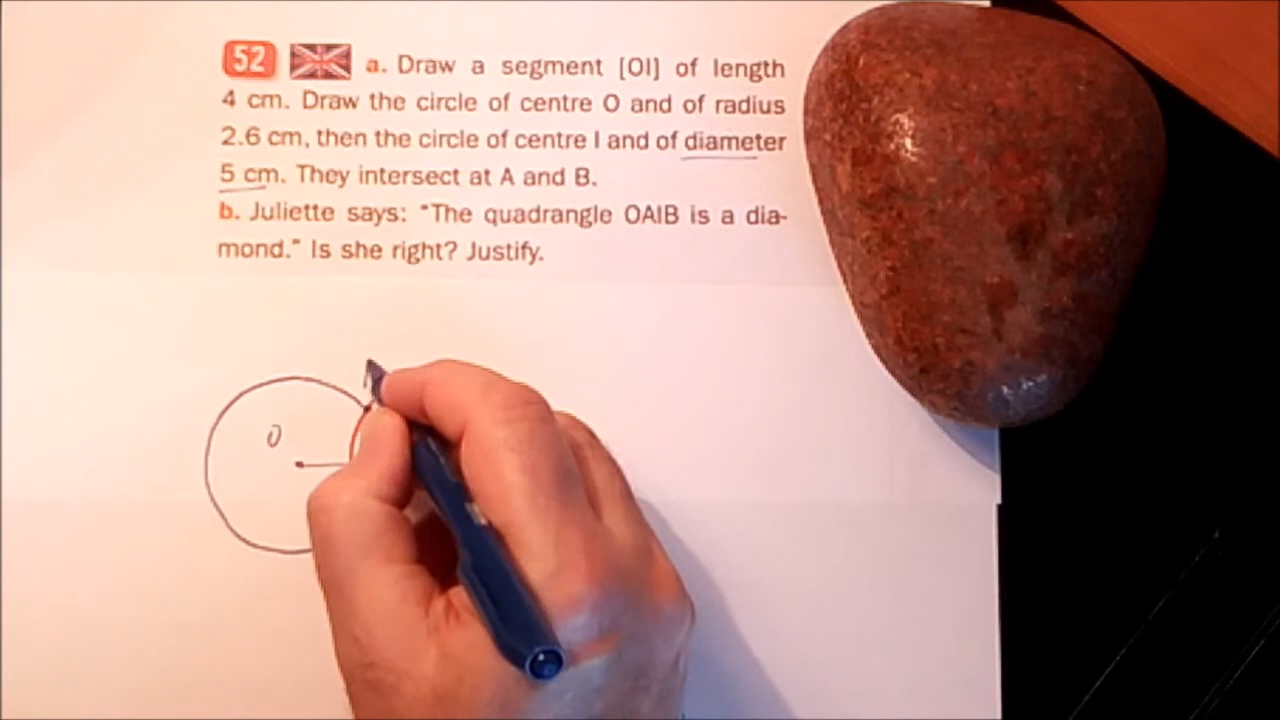 52 a. Draw a segment [OI] of length
4 cm. Draw the circle of centre O and of radius
2.6 cm, then the circle of centre I and of diameter
5 cm. They intersect at A and B.
b. Juliette says: "The quadrangle OAIB is a dia-
mond." Is she right? Justify.
A
O